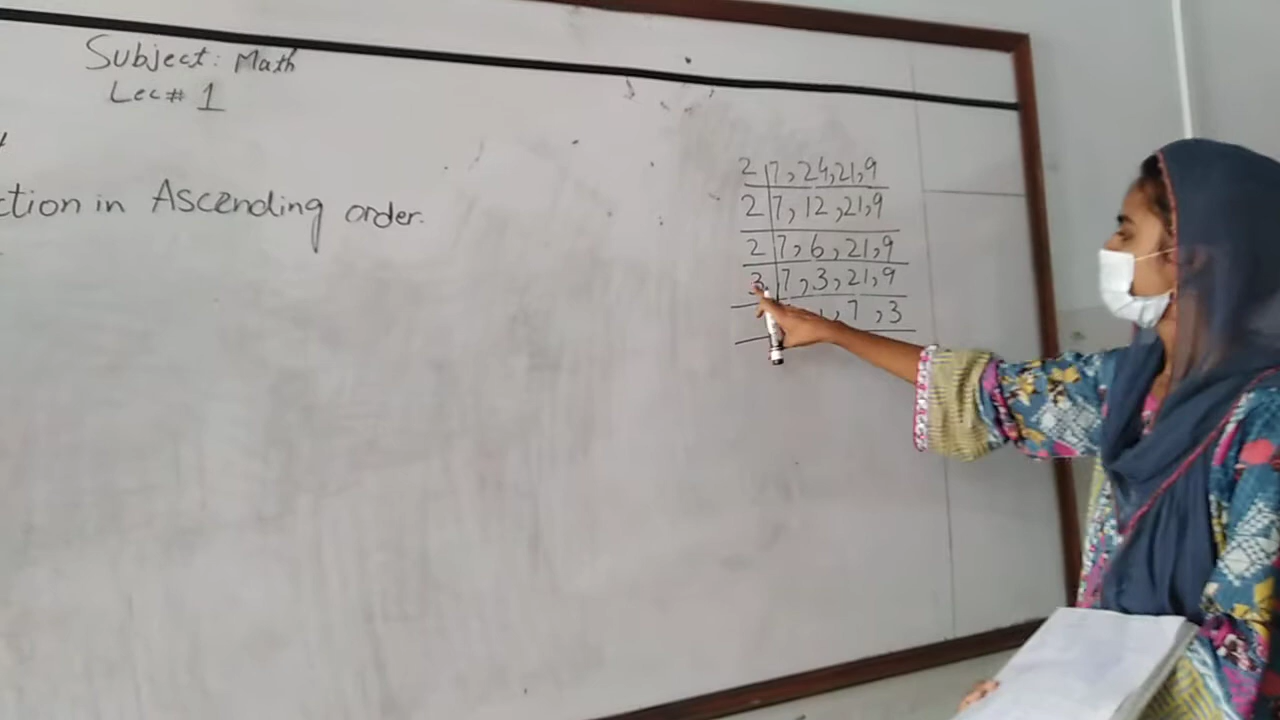 Subject: Math
Lec# 1
ction in Ascending order.
2 7, 24, 21, 9
2 7, 12, 21, 9
2 7, 6, 21, 9
3 7, 3, 21, 9
, 7, 3